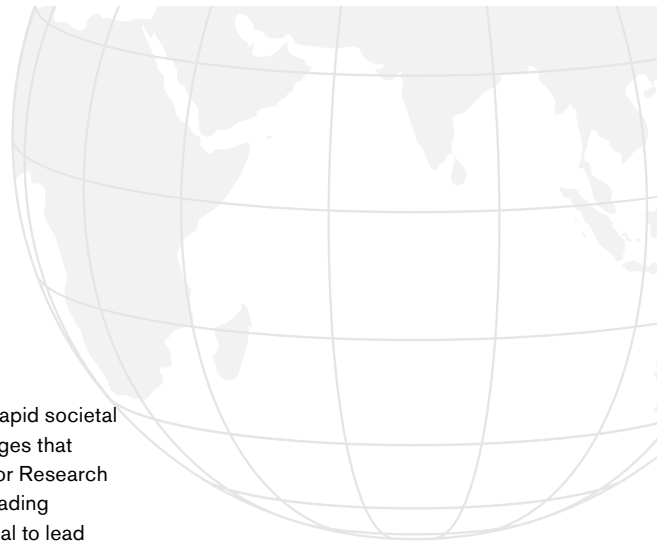 apid societal
ges that
or Research
ading
al to lead